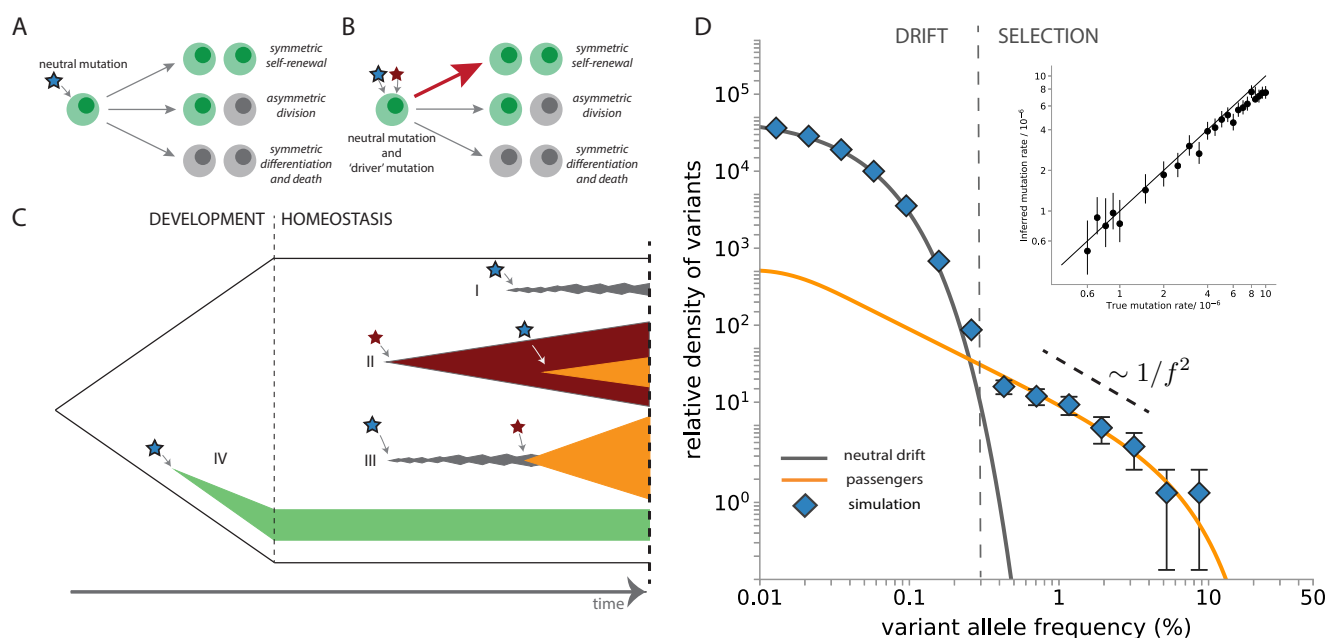 A
neutral mutation
symmetric
self-renewal
asymmetric
division
symmetric
differentiation
and death
B
neutral mutation
and
'driver' mutation
symmetric
self-renewal
asymmetric
division
symmetric
differentiation
and death
C
DEVELOPMENT
HOMEOSTASIS
I
II
III
IV
time
D
DRIFT
SELECTION
relative density of variants
10^5
10^4
10^3
10^2
10^1
10^0
0.01
0.1
1
10
50
variant allele frequency (%)
~ 1/f^2
neutral drift
passengers
simulation
Inferred mutation rate / 10^-6
10
8
6
4
2
1
0.6
0.6
1
2
4
6
8
10
True mutation rate/ 10^-6